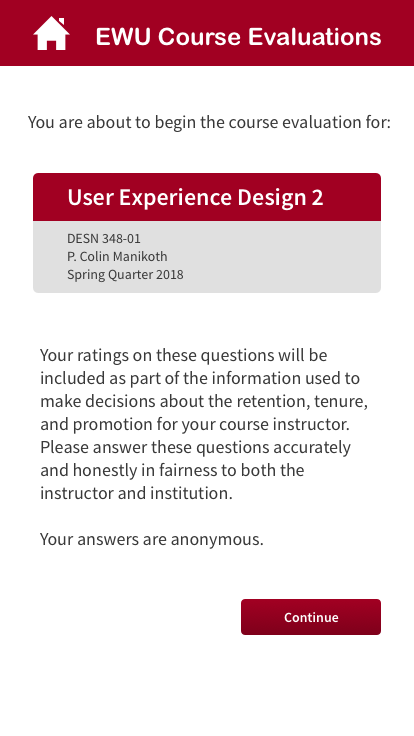 EWU Course Evaluations
You are about to begin the course evaluation for:
User Experience Design 2
DESN 348-01
P. Colin Manikoth
Spring Quarter 2018
Your ratings on these questions will be
included as part of the information used to
make decisions about the retention, tenure,
and promotion for your course instructor.
Please answer these questions accurately
and honestly in fairness to both the
instructor and institution.
Your answers are anonymous.
Continue